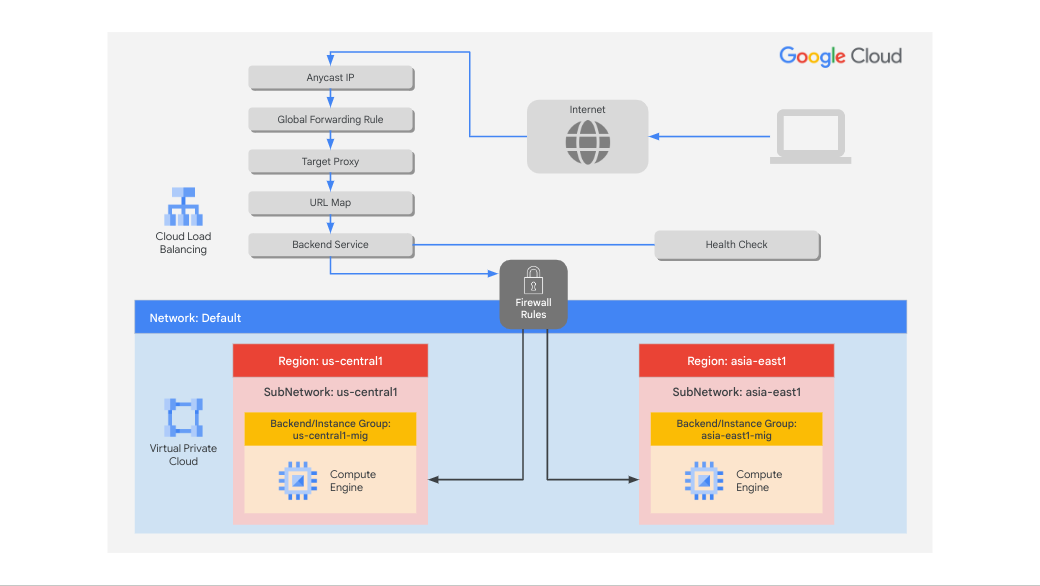 Google Cloud
Anycast IP
Internet
Global Forwarding Rule
Target Proxy
URL Map
Cloud Load
Balancing
Backend Service
Health Check
Firewall
Rules
Network: Default
Region: us-central1
SubNetwork: us-central1
Backend/Instance Group:
us-central1-mig
Compute
Engine
Region: asia-east1
SubNetwork: asia-east1
Backend/Instance Group:
asia-east1-mig
Compute
Engine
Virtual Private
Cloud